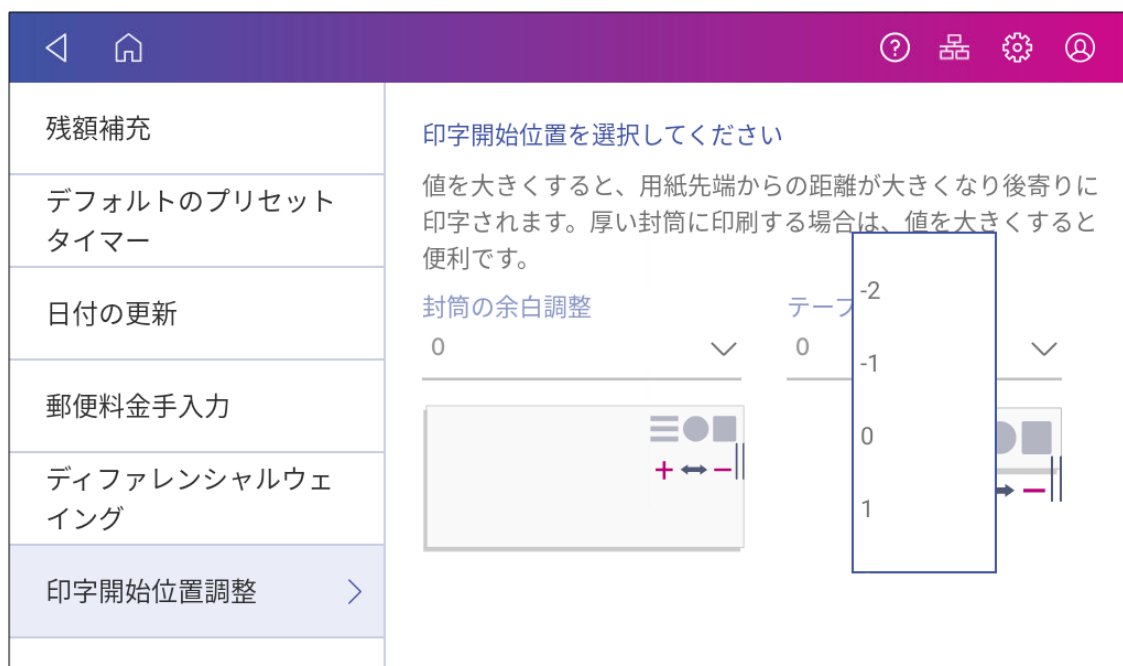 残額補充
デフォルトのプリセット
タイマー
日付の更新
郵便料金手入力
ディファレンシャルウェ
イング
印字開始位置調整
印字開始位置を選択してください
値を大きくすると、用紙先端からの距離が大きくなり後寄りに
印字されます。厚い封筒に印刷する場合は、値を大きくすると
便利です。
封筒の余白調整
0
テープ
0
-2
-1
0
1